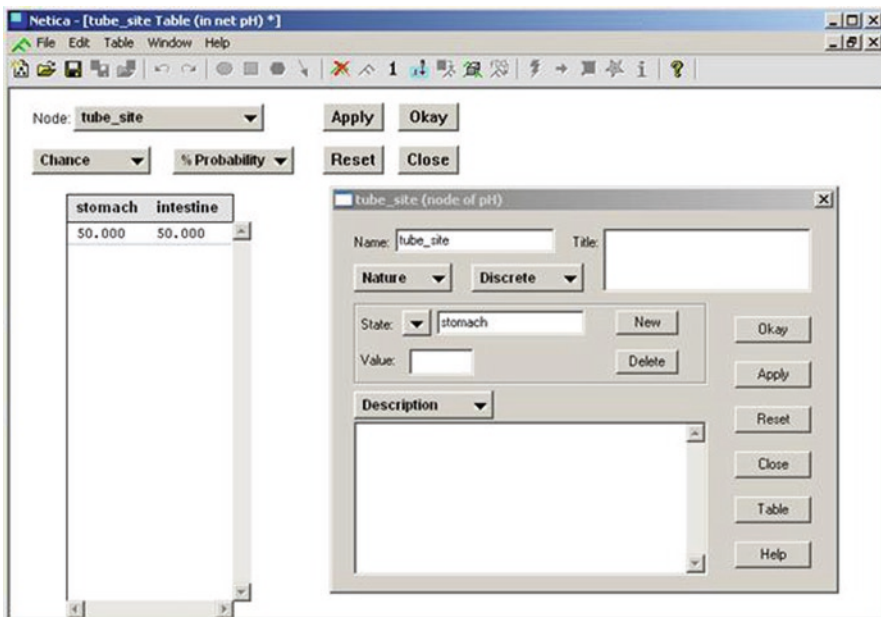 Netica - [tube_site Table (in net pH) *]
File Edit Table Window Help
1 i ?
Node: tube_site Apply Okay
Chance % Probability Reset Close
stomach intestine
50.000 50.000
tube_site (node of pH)
Name: tube_site Title:
Nature Discrete
State: stomach New
Value: Delete
Description
Okay
Apply
Reset
Close
Table
Help